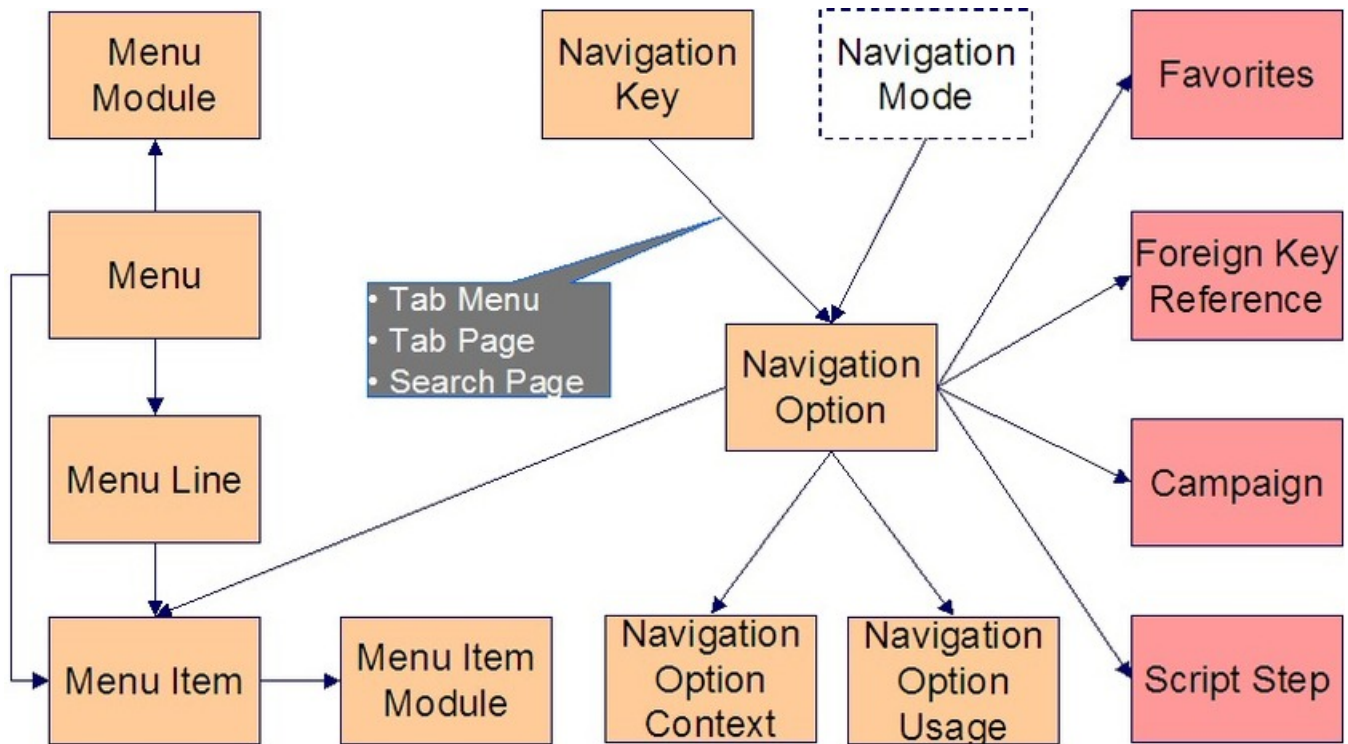 Menu
Module
Navigation
Key
Navigation
Mode
Favorites
Menu
Foreign Key
Reference
• Tab Menu
• Tab Page
• Search Page
Navigation
Option
Menu Line
Campaign
Menu Item
Menu Item
Module
Navigation
Option
Context
Navigation
Option
Usage
Script Step